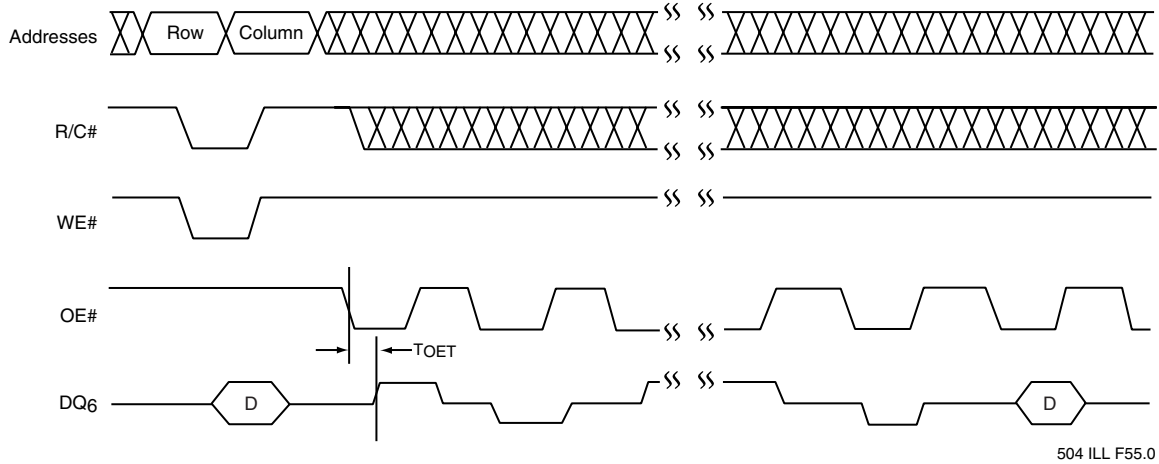 Addresses
Row
Column
R/C#
WE#
OE#
TOET
DQ6
D
D
504 ILL F55.0